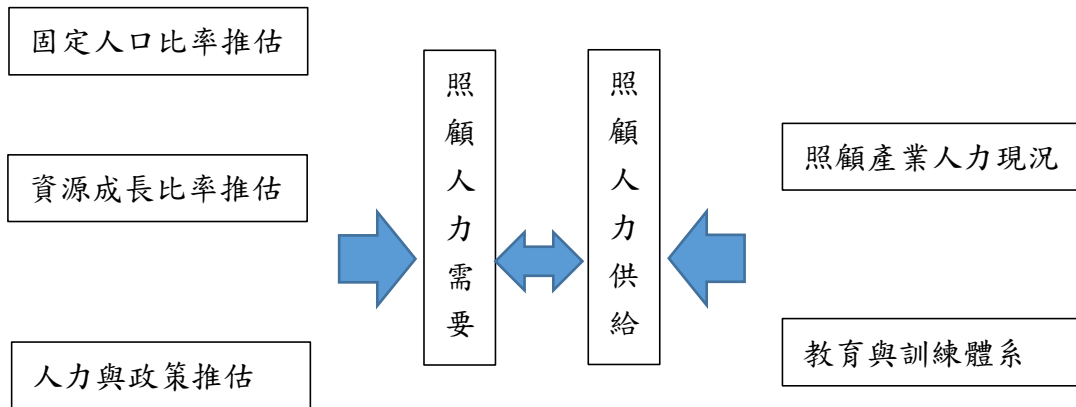 固定人口比率推估
資源成長比率推估
人力與政策推估
照顧人力需要
照顧人力供給
照顧產業人力現況
教育與訓練體系